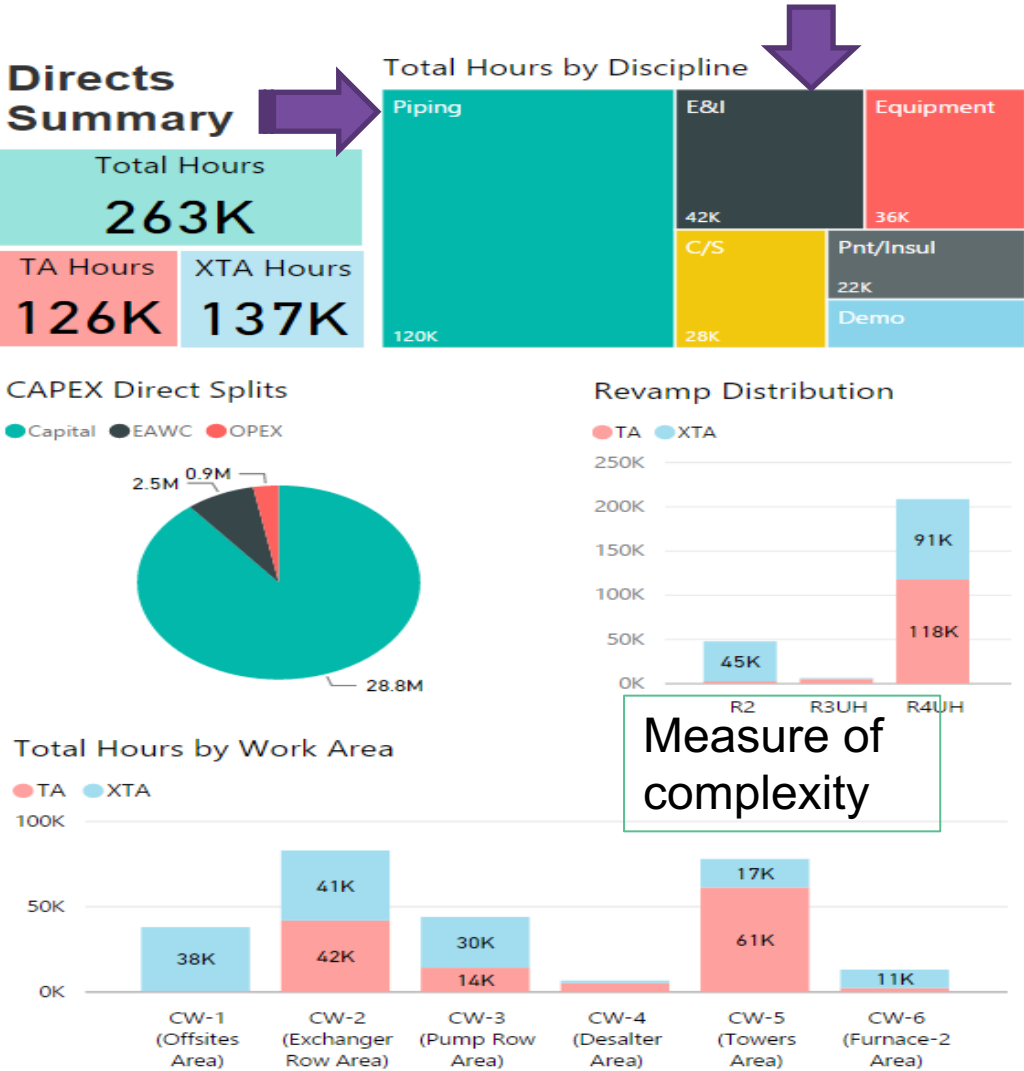 Directs
Summary
Total Hours
263K
TA Hours
126K
XTA Hours
137K
Total Hours by Discipline
Piping
120K
E&I
42K
Equipment
36K
C/S
28K
Pnt/Insul
22K
Demo
CAPEX Direct Splits
Capital EAWC OPEX
0.9M
2.5M
28.8M
Revamp Distribution
TA XTA
250K
200K
150K
100K
50K
0K
45K
91K
118K
R2 R3UH R4UH
Measure of
complexity
Total Hours by Work Area
TA XTA
100K
50K
0K
38K
41K
42K
30K
14K
17K
61K
11K
CW-1
(Offsites
Area)
CW-2
(Exchanger
Row Area)
CW-3
(Pump Row
Area)
CW-4
(Desalter
Area)
CW-5
(Towers
Area)
CW-6
(Furnace-2
Area)